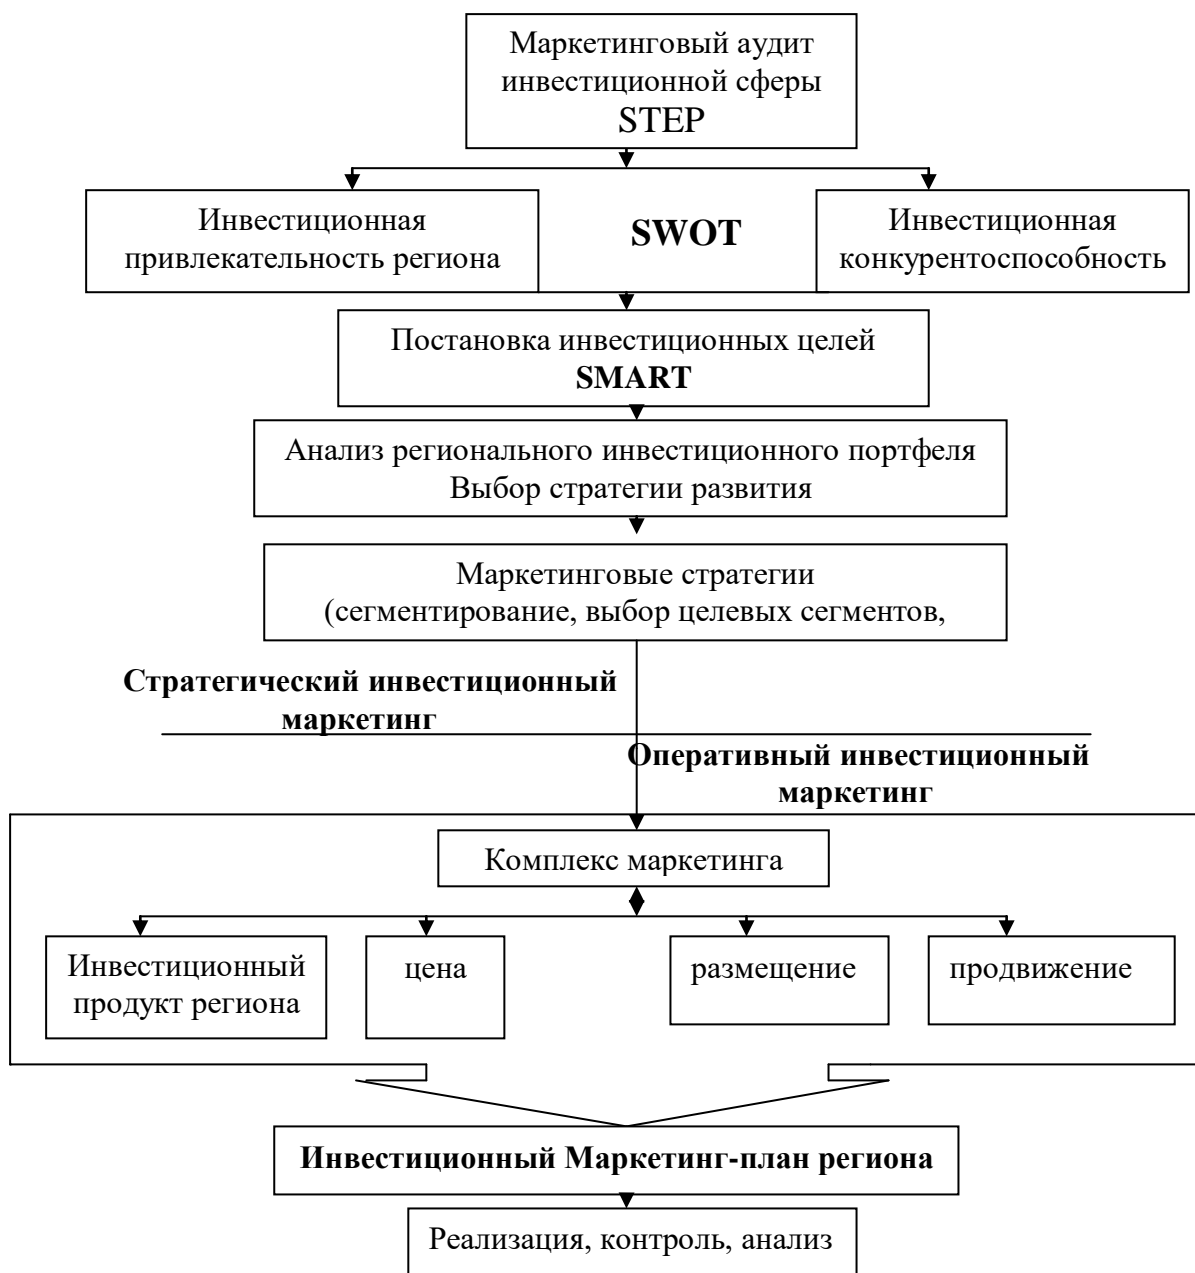 Маркетинговый аудит
инвестиционной сферы
STEP
Инвестиционная
привлекательность региона
SWOT
Инвестиционная
конкурентоспособность
Постановка инвестиционных целей
SMART
Анализ регионального инвестиционного портфеля
Выбор стратегии развития
Маркетинговые стратегии
(сегментирование, выбор целевых сегментов,
Стратегический инвестиционный
маркетинг
Оперативный инвестиционный
маркетинг
Комплекс маркетинга
Инвестиционный
продукт региона
цена
размещение
продвижение
Инвестиционный Маркетинг-план региона
Реализация, контроль, анализ